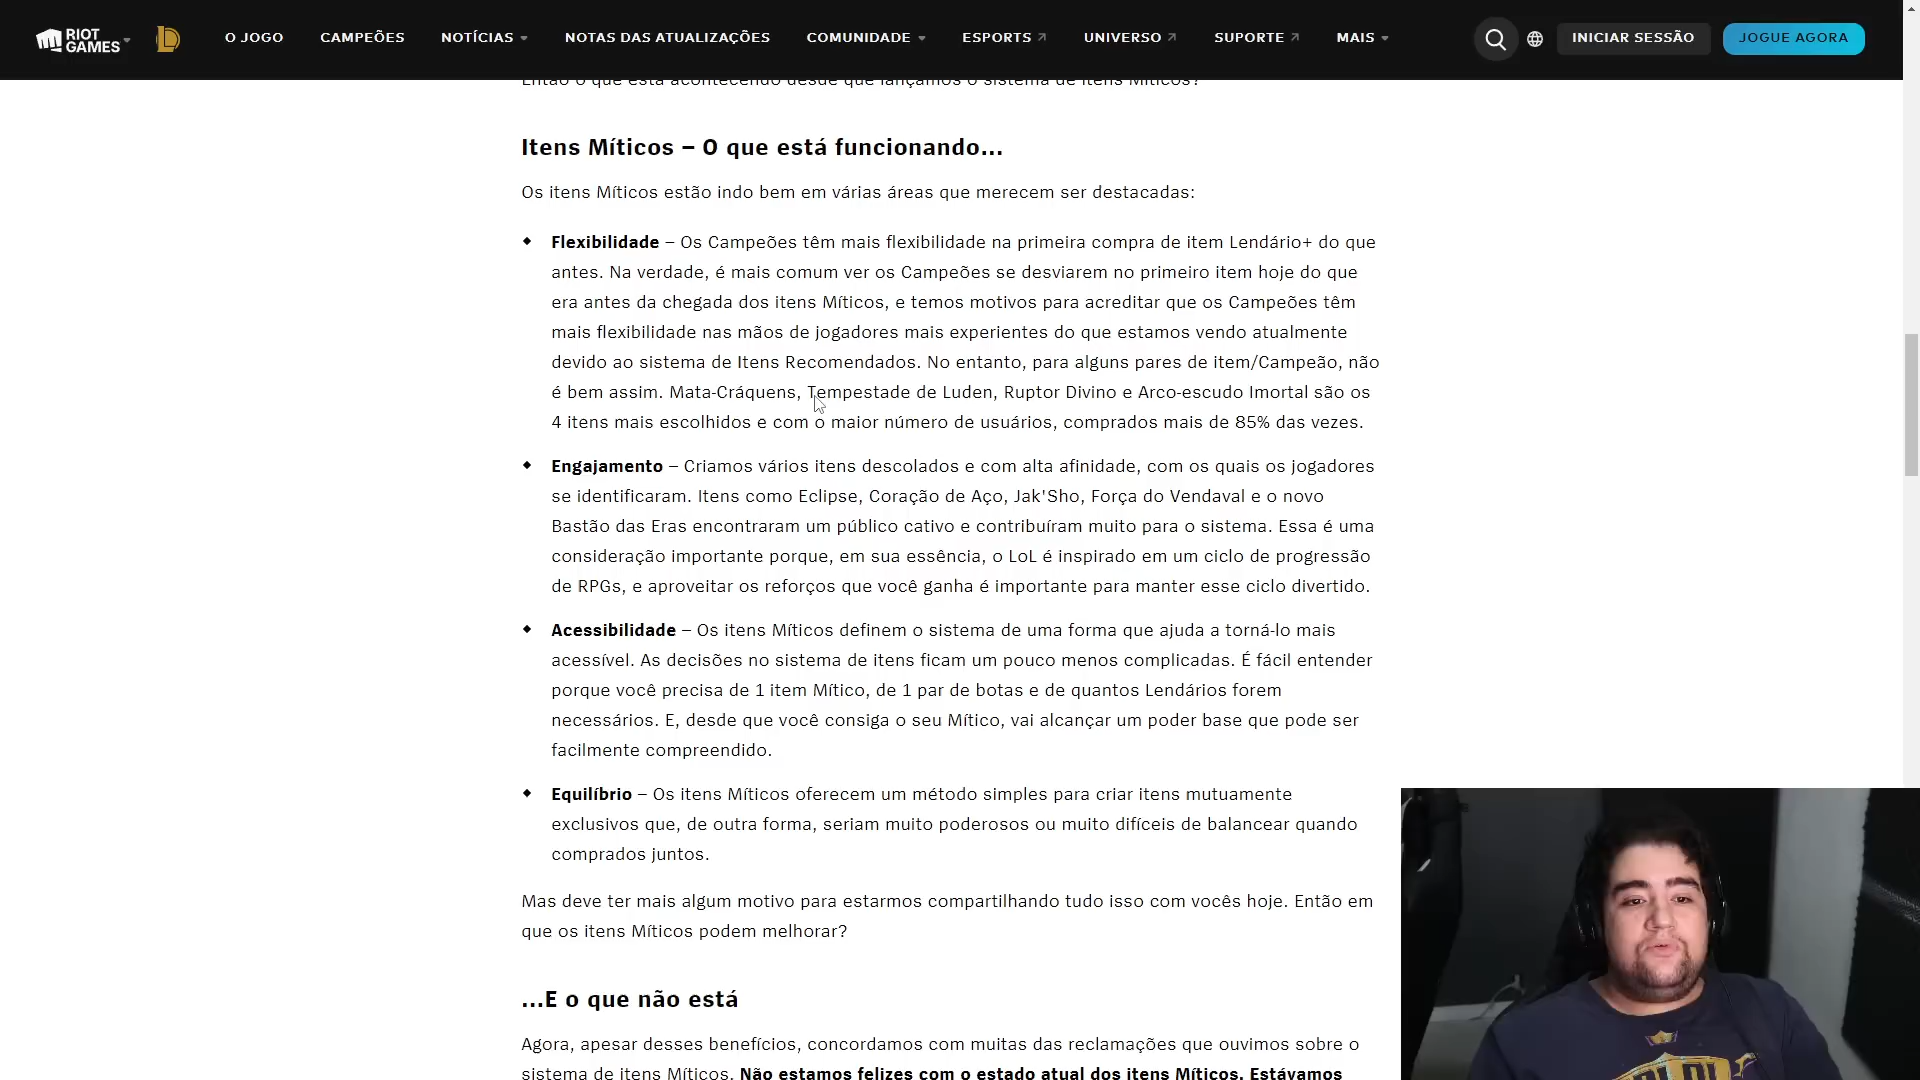 RIOT GAMES
O JOGO CAMPEÕES NOTÍCIAS NOTAS DAS ATUALIZAÇÕES COMUNIDADE ESPORTS UNIVERSO SUPORTE MAIS INICIAR SESSÃO JOGUE AGORA
Então o que está acontecendo desde que lançamos o sistema de itens Míticos?
Itens Míticos – O que está funcionando...
Os itens Míticos estão indo bem em várias áreas que merecem ser destacadas:
Flexibilidade – Os Campeões têm mais flexibilidade na primeira compra de item Lendário+ do que
antes. Na verdade, é mais comum ver os Campeões se desviarem no primeiro item hoje do que
era antes da chegada dos itens Míticos, e temos motivos para acreditar que os Campeões têm
mais flexibilidade nas mãos de jogadores mais experientes do que estamos vendo atualmente
devido ao sistema de Itens Recomendados. No entanto, para alguns pares de item/Campeão, não
é bem assim. Mata-Cráquens, Tempestade de Luden, Ruptor Divino e Arco-escudo Imortal são os
4 itens mais escolhidos e com o maior número de usuários, comprados mais de 85% das vezes.
Engajamento – Criamos vários itens descolados e com alta afinidade, com os quais os jogadores
se identificaram. Itens como Eclipse, Coração de Aço, Jak'Sho, Força do Vendaval e o novo
Bastão das Eras encontraram um público cativo e contribuíram muito para o sistema. Essa é uma
consideração importante porque, em sua essência, o LoL é inspirado em um ciclo de progressão
de RPGs, e aproveitar os reforços que você ganha é importante para manter esse ciclo divertido.
Acessibilidade – Os itens Míticos definem o sistema de uma forma que ajuda a torná-lo mais
acessível. As decisões no sistema de itens ficam um pouco menos complicadas. É fácil entender
porque você precisa de 1 item Mítico, de 1 par de botas e de quantos Lendários forem
necessários. E, desde que você consiga o seu Mítico, vai alcançar um poder base que pode ser
facilmente compreendido.
Equilíbrio – Os itens Míticos oferecem um método simples para criar itens mutuamente
exclusivos que, de outra forma, seriam muito poderosos ou muito difíceis de balancear quando
comprados juntos.
Mas deve ter mais algum motivo para estarmos compartilhando tudo isso com vocês hoje. Então em
que os itens Míticos podem melhorar?
...E o que não está
Agora, apesar desses benefícios, concordamos com muitas das reclamações que ouvimos sobre o
sistema de itens Míticos. Não estamos felizes com o estado atual dos itens Míticos. Estávamos